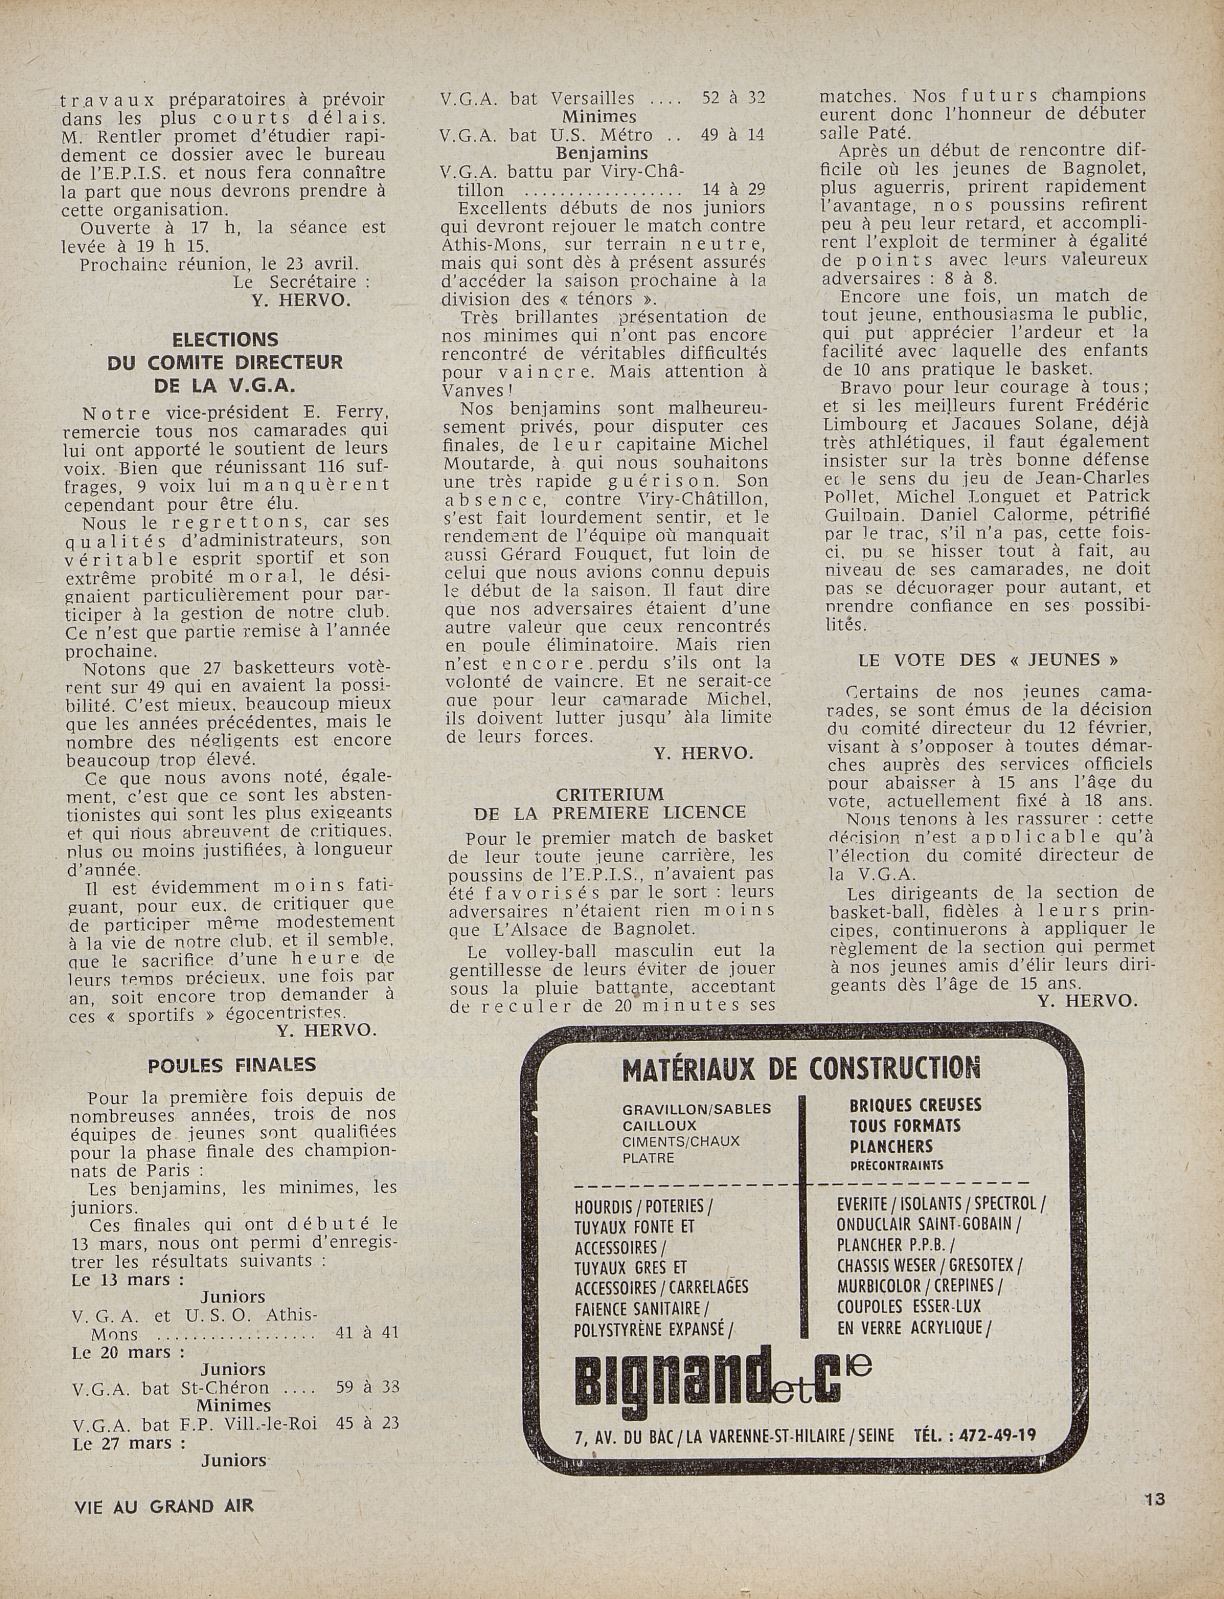 travaux préparatoires à prévoir
dans les plus courts délais.
M. Rentler promet d'étudier rapi-
dement ce dossier avec le bureau
de l'E.P.I.S. et nous fera connaître
la part que nous devrons prendre à
cette organisation.
Ouverte à 17 h, la séance est
levée à 19 h 15.
Prochaine réunion, le 23 avril.
Le Secrétaire :
Y. HERVO.
ELECTIONS
DU COMITE DIRECTEUR
DE LA V.G.A.
Notre vice-président E. Ferry,
remercie tous nos camarades qui
lui ont apporté le soutien de leurs
voix. Bien que réunissant 116 suf-
frages, 9 voix lui manquèrent
cependant pour être élu.
Nous le regrettons, car ses
qualités d'administrateurs, son
véritable esprit sportif et son
extrême probité moral, le dési-
gnaient particulièrement pour par-
ticiper à la gestion de notre club.
Ce n'est que partie remise à l'année
prochaine.
Notons que 27 basketteurs votè-
rent sur 49 qui en avaient la possi-
bilité. C'est mieux, beaucoup mieux
que les années précédentes, mais le
nombre des négligents est encore
beaucoup trop élevé.
Ce que nous avons noté, égale-
ment, c'est que ce sont les absten-
tionistes qui sont les plus exigeants
et qui nous abreuvent de critiques,
plus ou moins justifiées, à longueur
d'année.
Il est évidemment moins fati-
guant, pour eux, de critiquer que
de participer même modestement
à la vie de notre club, et il semble,
que le sacrifice d'une heure de
leurs temps précieux, une fois par
an, soit encore trop demander à
ces « sportifs » égocentristes.
Y. HERVO.
POULES FINALES
Pour la première fois depuis de
nombreuses années, trois de nos
équipes de jeunes sont qualifiées
pour la phase finale des champion-
nats de Paris :
Les benjamins, les minimes, les
juniors.
Ces finales qui ont débuté le
13 mars, nous ont permi d'enregis-
trer les résultats suivants :
Le 13 mars :
Juniors
V. G. A. et U. S. O. Athis-
Mons .................. 41 à 41
Le 20 mars :
Juniors
V.G.A. bat St-Chéron .... 59 à 33
Minimes
V.G.A. bat F.P. Vill.-le-Roi 45 à 23
Le 27 mars :
Juniors
V.G.A. bat Versailles .... 52 à 32
Minimes
V.G.A. bat U.S. Métro .. 49 à 14
Benjamins
V.G.A. battu par Viry-Châ-
tillon .................. 14 à 29
Excellents débuts de nos juniors
qui devront rejouer le match contre
Athis-Mons, sur terrain neutre,
mais qui sont dès à présent assurés
d'accéder la saison prochaine à la
division des « ténors ».
Très brillantes présentation de
nos minimes qui n'ont pas encore
rencontré de véritables difficultés
pour vaincre. Mais attention à
Vanves !
Nos benjamins sont malheureu-
sement privés, pour disputer ces
finales, de leur capitaine Michel
Moutarde, à qui nous souhaitons
une très rapide guérison. Son
absence, contre Viry-Châtillon,
s'est fait lourdement sentir, et le
rendement de l'équipe où manquait
aussi Gérard Fouquet, fut loin de
celui que nous avions connu depuis
le début de la saison. Il faut dire
que nos adversaires étaient d'une
autre valeur que ceux rencontrés
en poule éliminatoire. Mais rien
n'est encore perdu s'ils ont la
volonté de vaincre. Et ne serait-ce
que pour leur camarade Michel,
ils doivent lutter jusqu' àla limite
de leurs forces.
Y. HERVO.
CRITERIUM
DE LA PREMIERE LICENCE
Pour le premier match de basket
de leur toute jeune carrière, les
poussins de l'E.P.I.S., n'avaient pas
été favorisés par le sort : leurs
adversaires n'étaient rien moins
que L'Alsace de Bagnolet.
Le volley-ball masculin eut la
gentillesse de leurs éviter de jouer
sous la pluie battante, acceptant
de reculer de 20 minutes ses
matches. Nos futurs champions
eurent donc l'honneur de débuter
salle Paté.
Après un début de rencontre dif-
ficile où les jeunes de Bagnolet,
plus aguerris, prirent rapidement
l'avantage, nos poussins refirent
peu à peu leur retard, et accompli-
rent l'exploit de terminer à égalité
de points avec leurs valeureux
adversaires : 8 à 8.
Encore une fois, un match de
tout jeune, enthousiasma le public,
qui put apprécier l'ardeur et la
facilité avec laquelle des enfants
de 10 ans pratique le basket.
Bravo pour leur courage à tous ;
et si les meilleurs furent Frédéric
Limbourg et Jacques Solane, déjà
très athlétiques, il faut également
insister sur la très bonne défense
et le sens du jeu de Jean-Charles
Pollet, Michel Longuet et Patrick
Guilpain. Daniel Calorme, pétrifié
par le trac, s'il n'a pas, cette fois-
ci, pu se hisser tout à fait, au
niveau de ses camarades, ne doit
pas se décuorager pour autant, et
prendre confiance en ses possibi-
lités.
LE VOTE DES « JEUNES »
Certains de nos jeunes cama-
rades, se sont émus de la décision
du comité directeur du 12 février,
visant à s'opposer à toutes démar-
ches auprès des services officiels
pour abaisser à 15 ans l'âge du
vote, actuellement fixé à 18 ans.
Nous tenons à les rassurer : cette
décision n'est applicable qu'à
l'élection du comité directeur de
la V.G.A.
Les dirigeants de la section de
basket-ball, fidèles à leurs prin-
cipes, continuerons à appliquer le
règlement de la section qui permet
à nos jeunes amis d'élir leurs diri-
geants dès l'âge de 15 ans.
Y. HERVO.
MATÉRIAUX DE CONSTRUCTION
GRAVILLON/SABLES
CAILLOUX
CIMENTS/CHAUX
PLATRE
BRIQUES CREUSES
TOUS FORMATS
PLANCHERS
PRÉCONTRAINTS
HOURDIS / POTERIES /
TUYAUX FONTE ET
ACCESSOIRES /
TUYAUX GRES ET
ACCESSOIRES / CARRELAGES
FAIENCE SANITAIRE /
POLYSTYRÈNE EXPANSÉ /
EVERITE / ISOLANTS / SPECTROL /
ONDUCLAIR SAINT-GOBAIN /
PLANCHER P.P.B. /
CHASSIS WESER / GRESOTEX /
MURBICOLOR / CREPINES /
COUPOLES ESSER-LUX
EN VERRE ACRYLIQUE /
Bignand et Cie
7, AV. DU BAC / LA VARENNE-ST-HILAIRE / SEINE TÉL. : 472-49-19
VIE AU GRAND AIR
13